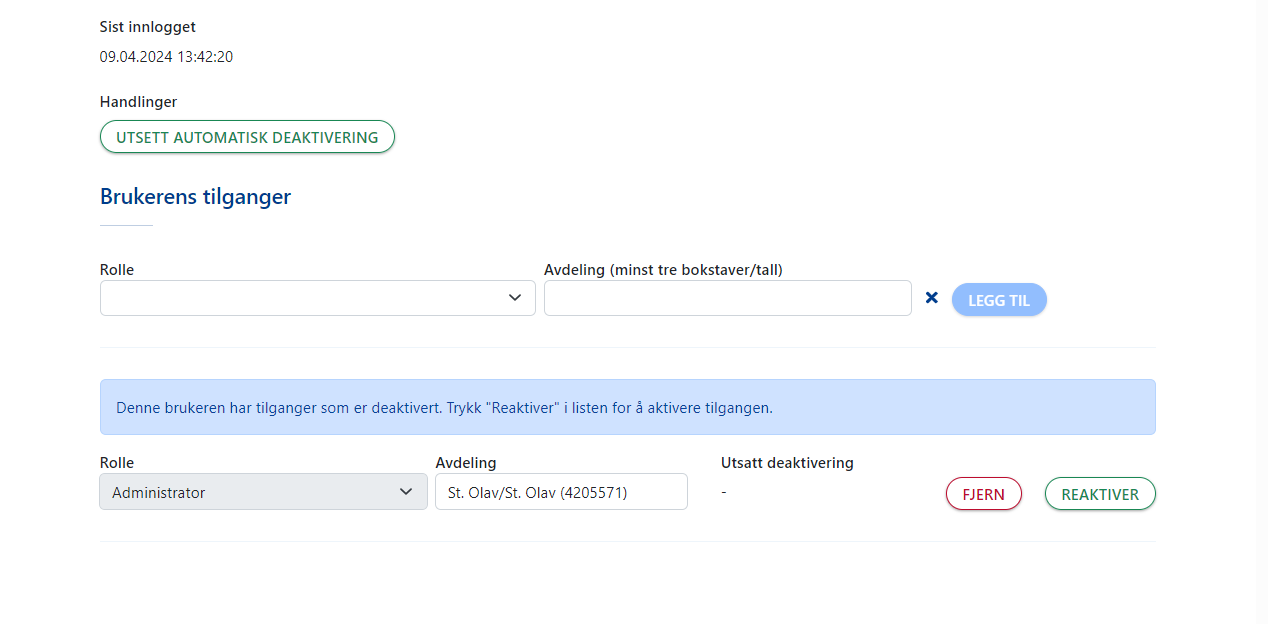 Sist innlogget
09.04.2024 13:42:20
Handlinger
UTSETT AUTOMATISK DEAKTIVERING
Brukerens tilganger
Rolle Avdeling (minst tre bokstaver/tall)
LEGG TIL
Denne brukeren har tilganger som er deaktivert. Trykk "Reaktiver" i listen for å aktivere tilgangen.
Rolle Avdeling Utsatt deaktivering
Administrator St. Olav/St. Olav (4205571) - FJERN REAKTIVER